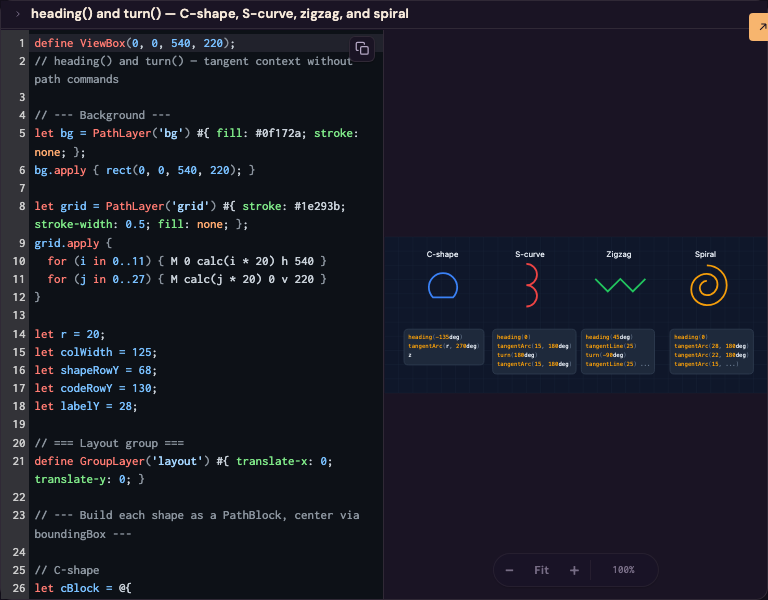 heading() and turn() — C-shape, S-curve, zigzag, and spiral
1 define ViewBox(0, 0, 540, 220);
2 // heading() and turn() — tangent context without
path commands
3
4 // --- Background ---
5 let bg = PathLayer('bg') #{ fill: #0f172a; stroke:
none; };
6 bg.apply { rect(0, 0, 540, 220); }
7
8 let grid = PathLayer('grid') #{ stroke: #1e293b;
stroke-width: 0.5; fill: none; };
9 grid.apply {
10 for (i in 0..11) { M 0 calc(i * 20) h 540 }
11 for (j in 0..27) { M calc(j * 20) 0 v 220 }
12 }
13
14 let r = 20;
15 let colWidth = 125;
16 let shapeRowY = 68;
17 let codeRowY = 130;
18 let labelY = 28;
19
20 // === Layout group ===
21 define GroupLayer('layout') #{ translate-x: 0;
translate-y: 0; }
22
23 // --- Build each shape as a PathBlock, center via
boundingBox ---
24
25 // C-shape
26 let cBlock = @{
C-shape
heading(-135deg)
tangentArc(r, 270deg)
z
S-curve
heading(0)
tangentArc(15, 180deg)
turn(180deg)
tangentArc(15, 180deg)
Zigzag
heading(45deg)
tangentLine(25)
turn(-90deg)
tangentLine(25) ...
Spiral
heading(0)
tangentArc(28, 180deg)
tangentArc(22, 180deg)
tangentArc(15, ...)
− Fit + 100%